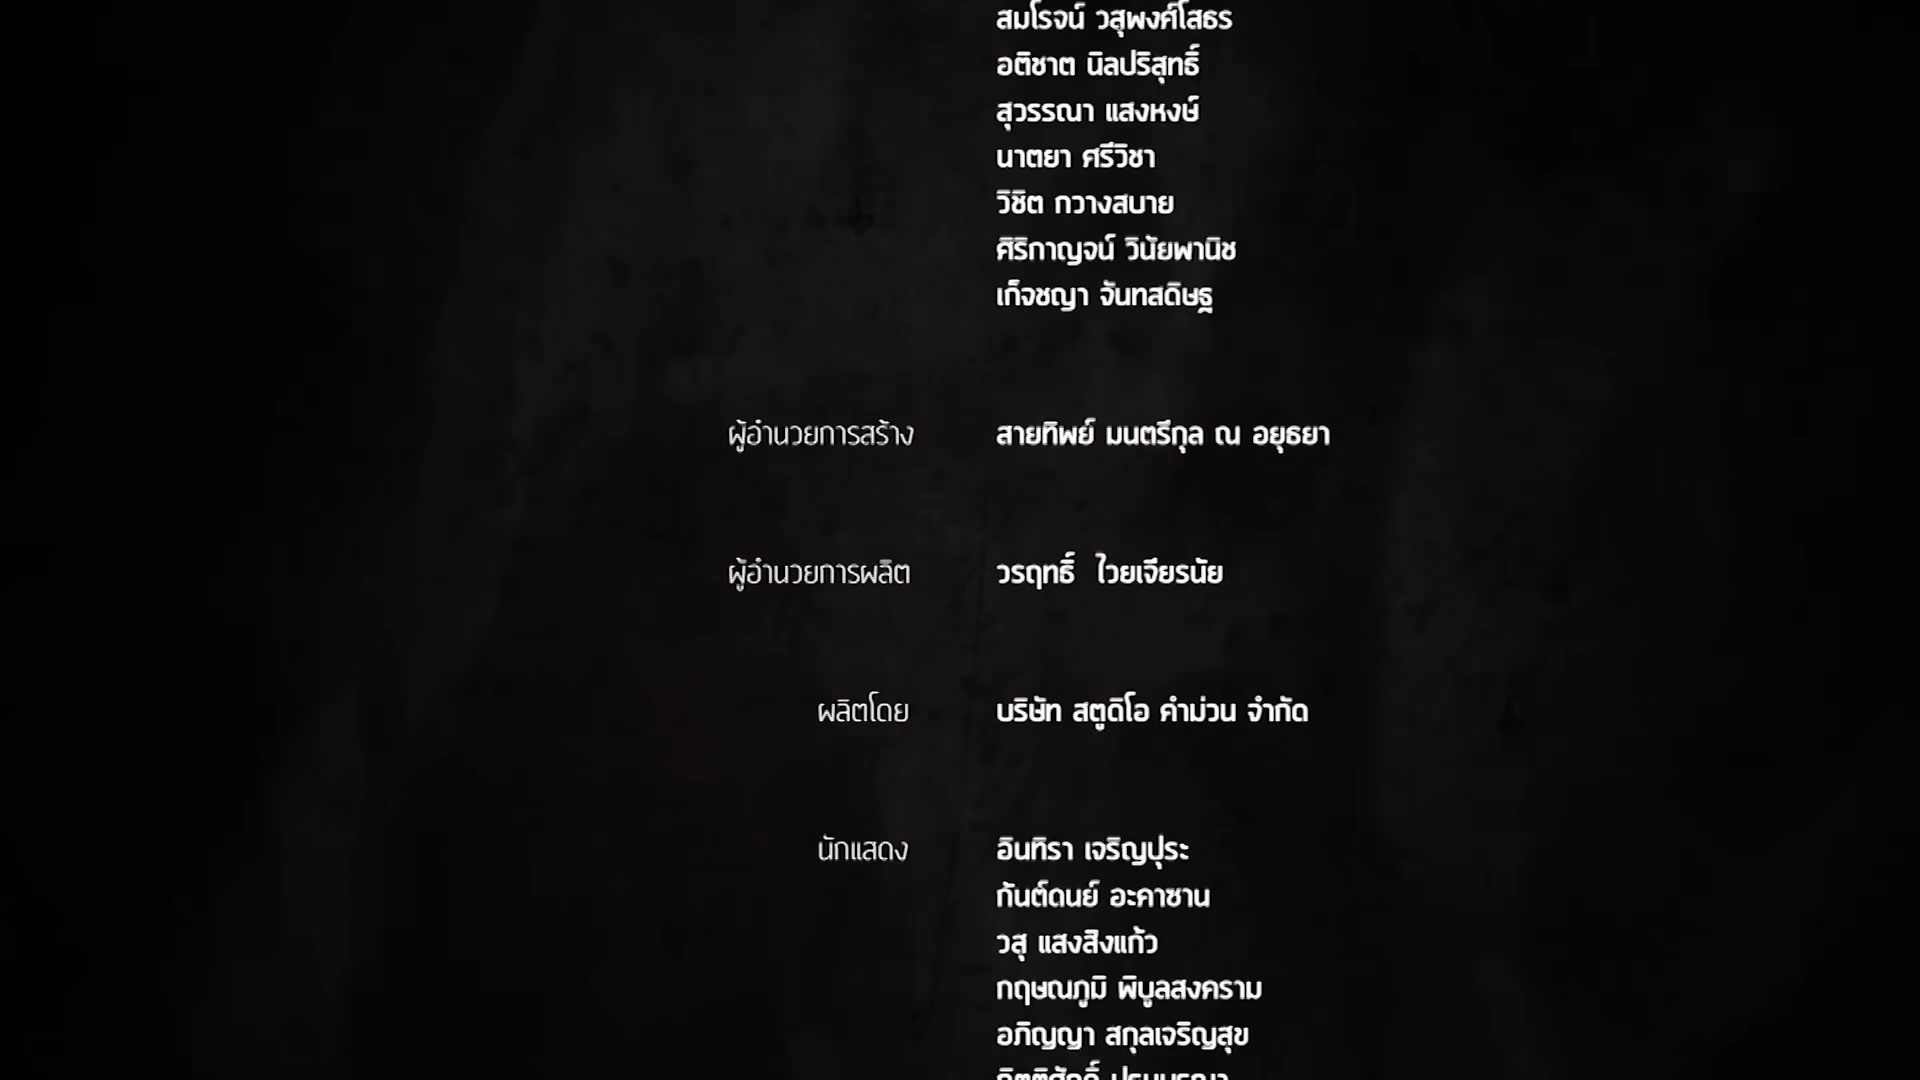 สมโรจน์ วสุพงศ์โสธร
อติชาต นิลปริสุทธิ์
สุวรรณา แสงหงษ์
นาตยา ศรีวิชา
วิชิต กวางสบาย
ศิริกาญจน์ วินัยพานิช
เก็จชญา จันทสดิษฐ
ผู้อำนวยการสร้าง สายทิพย์ มนตรีกุล ณ อยุธยา
ผู้อำนวยการผลิต วรฤทธิ์ ไวยเจียรนัย
ผลิตโดย บริษัท สตูดิโอ คำม่วน จำกัด
นักแสดง อินทิรา เจริญปุระ
กันต์ดนย์ อะคาซาน
วสุ แสงสิงแก้ว
กฤษณภูมิ พิบูลสงคราม
อภิญญา สกุลเจริญสุข